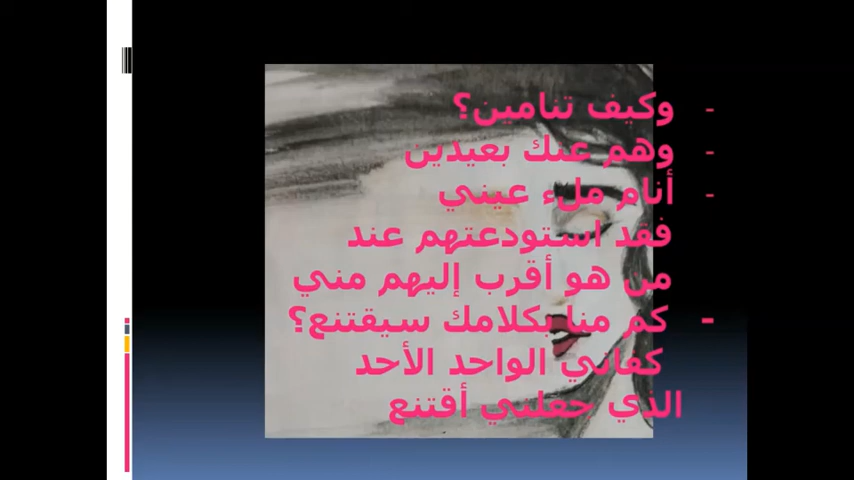 - وكيف تنامين؟
- وهم عنك بعيدين
- أنام ملء عيني
فقد استودعتهم عند
من هو أقرب إليهم مني
- كم منا بكلامك سيقتنع؟
كفاني الواحد الأحد
الذي جعلني أقتنع